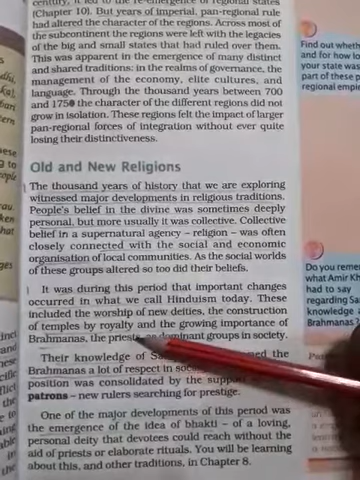 century, it led to the re-emergence of regional states
(Chapter 10). But years of imperial, pan-regional rule
had altered the character of the regions. Across most of
the subcontinent the regions were left with the legacies
of the big and small states that had ruled over them.
This was apparent in the emergence of many distinct
and shared traditions: in the realms of governance, the
management of economy, elite cultures, and
language. Through the thousand years between 700
and 1750 the character of the different regions did not
grow in isolation. These regions felt the impact of larger
pan-regional forces of integration without ever quite
losing their distinctiveness.
Old and New Religions
The thousand years of history that we are exploring
witnessed major developments in religious traditions.
People's belief in the divine was sometimes deeply
personal, but more usually it was collective. Collective
belief in a supernatural agency – religion – was often
closely connected with the social and economic
organisation of local communities. As the social worlds
of these groups altered so too did their beliefs.
It was during this period that important changes
occurred in what we call Hinduism today. These
included the worship of new deities, the construction
of temples by royalty and the growing importance of
Brahmanas, the priests, as dominant groups in society.
Their knowledge of the
Brahmanas a lot of respect in
position was consolidated by the
patrons – new rulers searching for prestige.
One of the major developments of this period was
the emergence of the idea of bhakti – of a loving,
personal deity that devotees could reach without the
aid of priests or elaborate rituals. You will be learning
about this, and other traditions, in Chapter 8.
Find out whether
and for how lo
your state was
part of these p
regional empire
Do you remem
what Amir Kh
had to say
regarding Sa
knowledge a
Brahmanas?